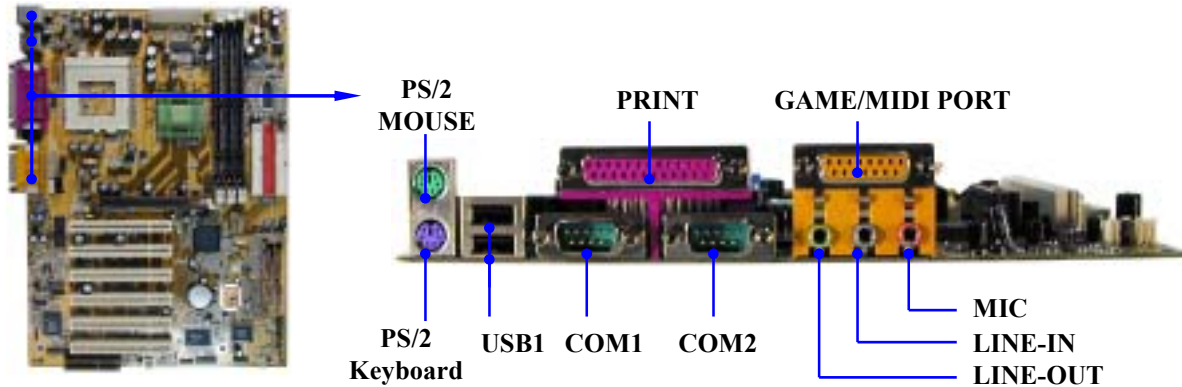 PS/2
MOUSE
PRINT
GAME/MIDI PORT
PS/2
Keyboard
USB1
COM1
COM2
MIC
LINE-IN
LINE-OUT